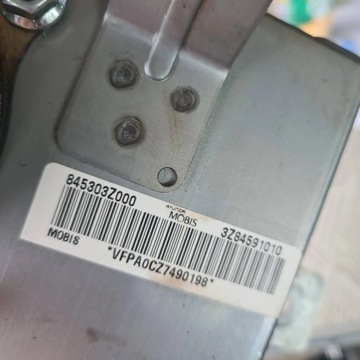 845303Z000
HYUNDAI
MOBIS
3Z84591010
*VFPA0CZ7490198*
MOBIS